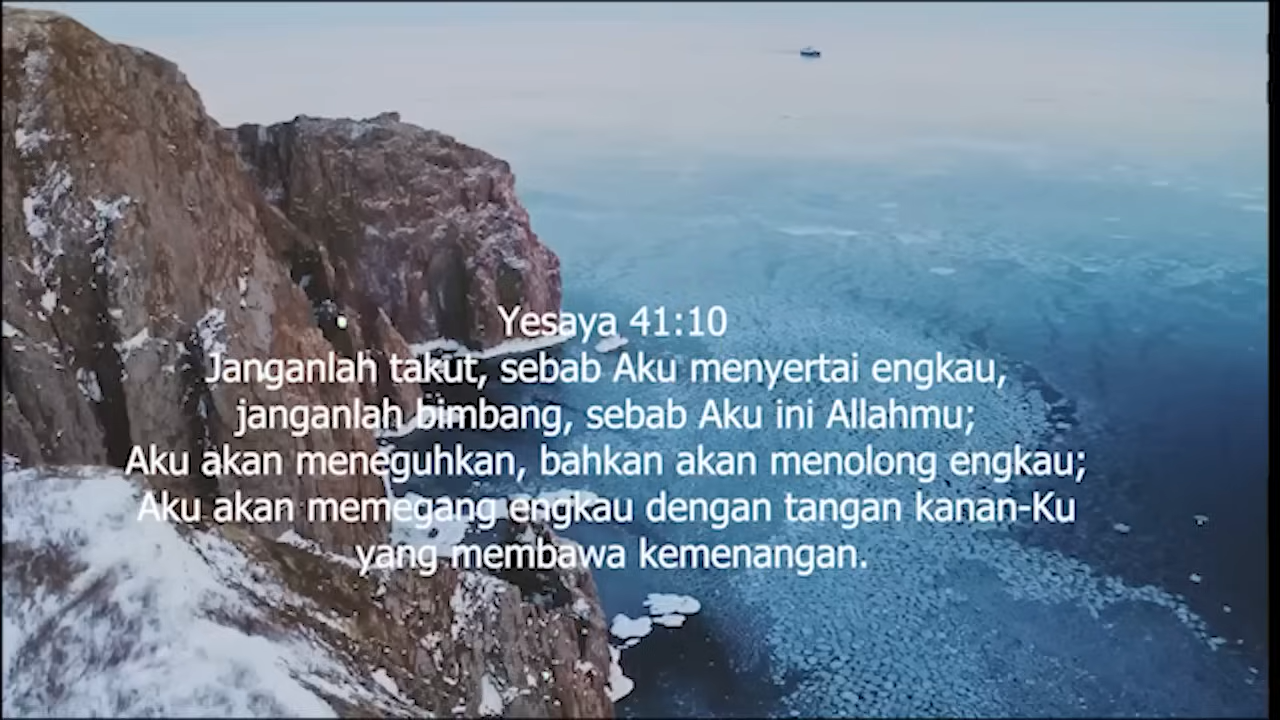 Yesaya 41:10
Janganlah takut, sebab Aku menyertai engkau,
janganlah bimbang, sebab Aku ini Allahmu;
Aku akan meneguhkan, bahkan akan menolong engkau;
Aku akan memegang engkau dengan tangan kanan-Ku
yang membawa kemenangan.